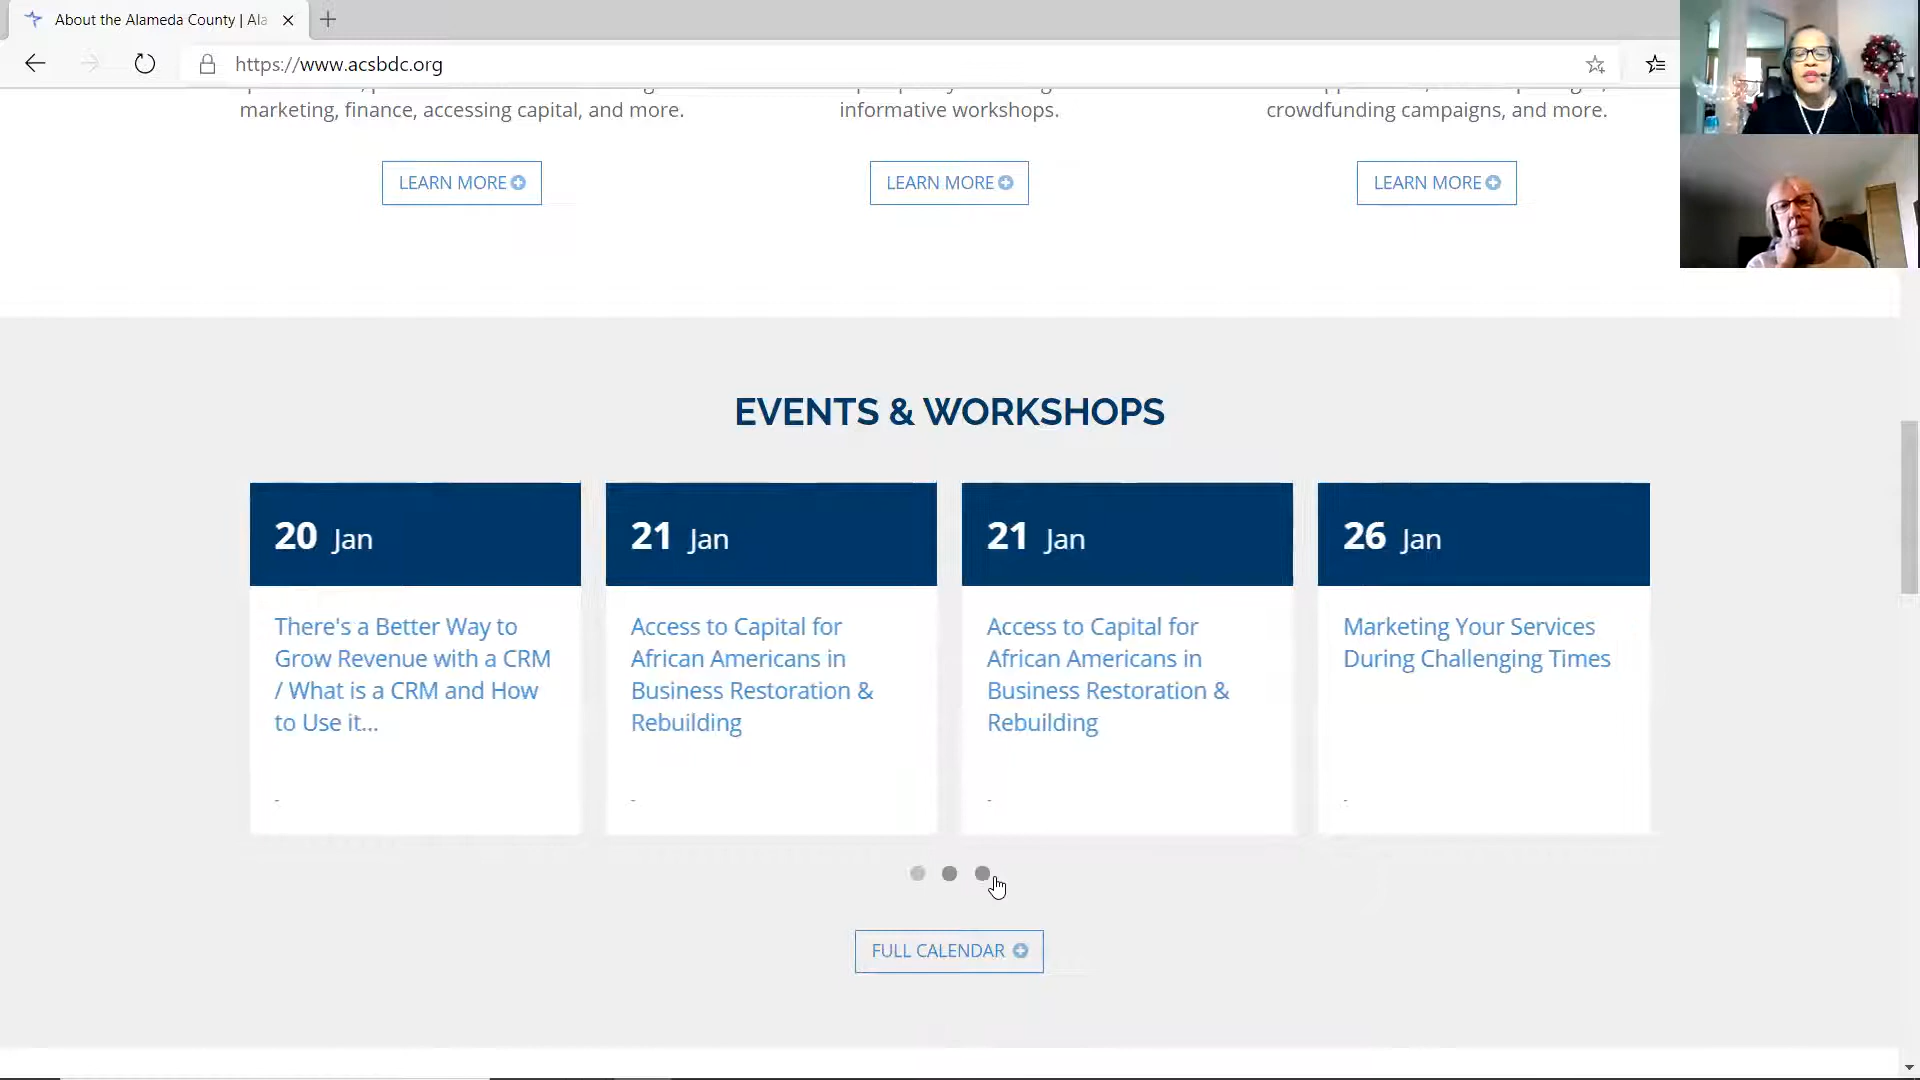 About the Alameda County | Ala
https://www.acsbdc.org
marketing, finance, accessing capital, and more.
informative workshops.
crowdfunding campaigns, and more.
LEARN MORE
LEARN MORE
LEARN MORE
EVENTS & WORKSHOPS
20 Jan
There's a Better Way to
Grow Revenue with a CRM
/ What is a CRM and How
to Use it...
-
21 Jan
Access to Capital for
African Americans in
Business Restoration &
Rebuilding
-
21 Jan
Access to Capital for
African Americans in
Business Restoration &
Rebuilding
-
26 Jan
Marketing Your Services
During Challenging Times
-
FULL CALENDAR